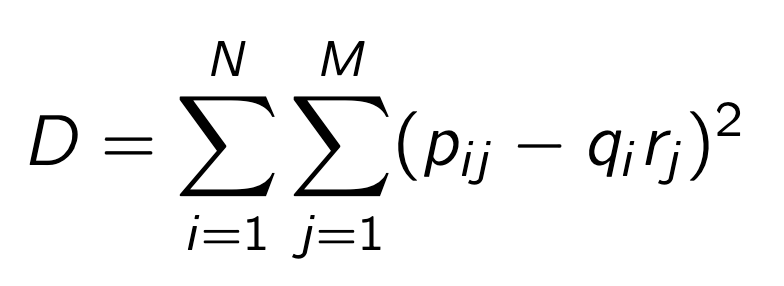 D = \sum_{i=1}^{N} \sum_{j=1}^{M} (p_{ij} - q_i r_j)^2